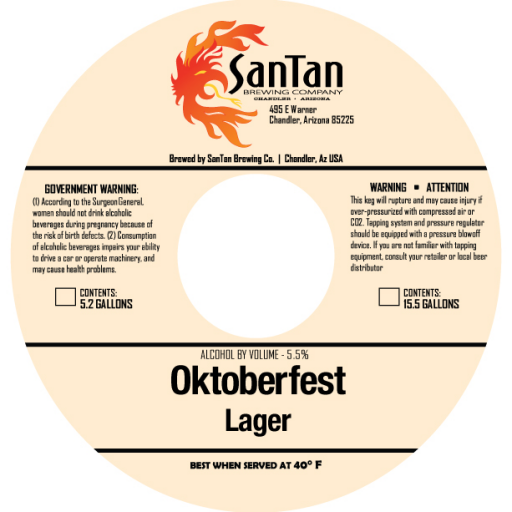 SanTan
BREWING COMPANY
CHANDLER • ARIZONA
495 E Warner
Chandler, Arizona 85225
Brewed by SanTan Brewing Co. | Chandler, Az USA
GOVERNMENT WARNING:
(1) According to the Surgeon General,
women should not drink alcoholic
beverages during pregnancy because of
the risk of birth defects. (2) Consumption
of alcoholic beverages impairs your ability
to drive a car or operate machinery, and
may cause health problems.
CONTENTS:
5.2 GALLONS
WARNING ▪ ATTENTION
This keg will rupture and may cause injury if
over-pressurized with compressed air or
CO2. Tapping system and pressure regulator
should be equipped with a pressure blowoff
device. If you are not familiar with tapping
equipment, consult your retailer or local beer
distributor
CONTENTS:
15.5 GALLONS
ALCOHOL BY VOLUME - 5.5%
Oktoberfest
Lager
BEST WHEN SERVED AT 40° F